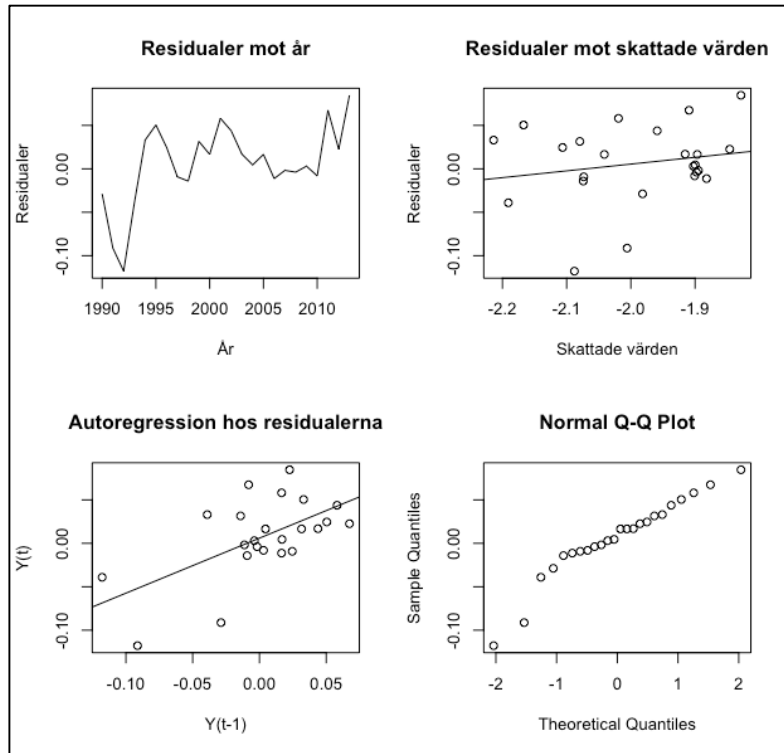 Residualer mot år
Residualer
0.00
-0.10
1990
1995
2000
2005
2010
År
Residualer mot skattade värden
Residualer
0.00
-0.10
-2.2
-2.1
-2.0
-1.9
Skattade värden
Autoregression hos residualerna
Y(t)
0.00
-0.10
-0.10
-0.05
0.00
0.05
Y(t-1)
Normal Q-Q Plot
Sample Quantiles
0.00
-0.10
-2
-1
0
1
2
Theoretical Quantiles